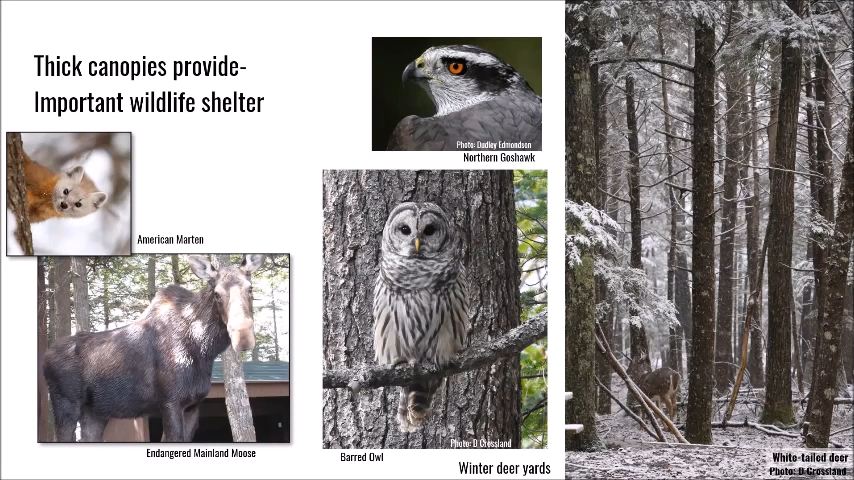 Thick canopies provide-
Important wildlife shelter
Photo: Dudley Edmondson
Northern Goshawk
American Marten
Endangered Mainland Moose
Photo: D Crossland
Barred Owl
Winter deer yards
White-tailed deer
Photo: D Crossland